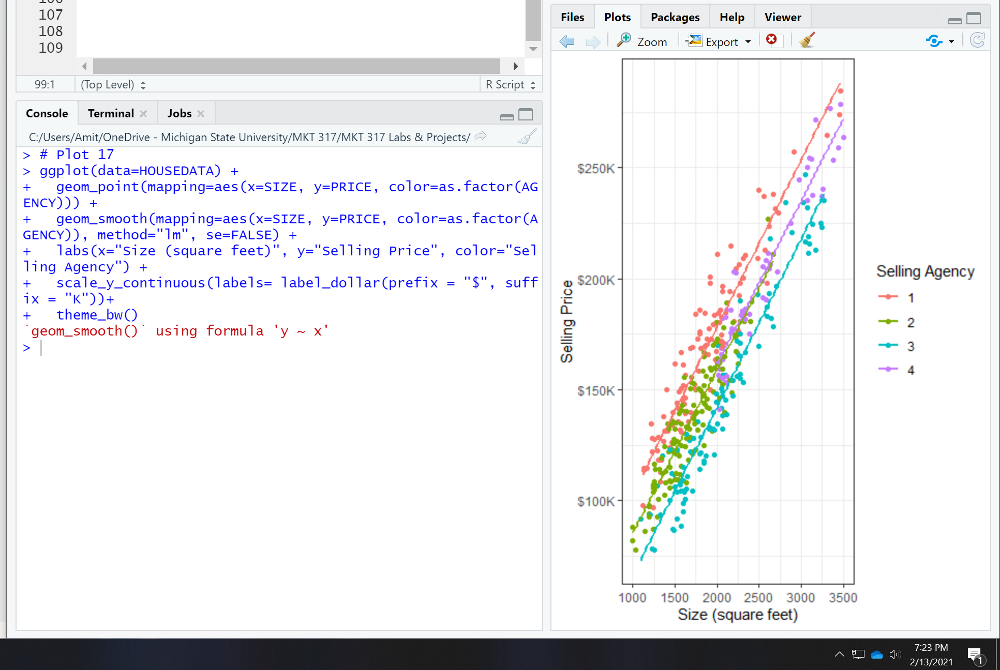 107
108
109
99:1
(Top Level)
R Script
Console
Terminal
Jobs
C:/Users/Amit/OneDrive - Michigan State University/MKT 317/MKT 317 Labs & Projects/
> # Plot 17
> ggplot(data=HOUSEDATA) +
+   geom_point(mapping=aes(x=SIZE, y=PRICE, color=as.factor(AG
ENCY))) +
+   geom_smooth(mapping=aes(x=SIZE, y=PRICE, color=as.factor(A
GENCY)), method="lm", se=FALSE) +
+   labs(x="Size (square feet)", y="Selling Price", color="Sel
ling Agency") +
+   scale_y_continuous(labels= label_dollar(prefix = "$", suff
ix = "K"))+
+   theme_bw()
`geom_smooth()` using formula 'y ~ x'
>
Files
Plots
Packages
Help
Viewer
Zoom
Export
$250K
$200K
$150K
$100K
Selling Price
1000 1500 2000 2500 3000 3500
Size (square feet)
Selling Agency
1
2
3
4
7:23 PM
2/13/2021
1